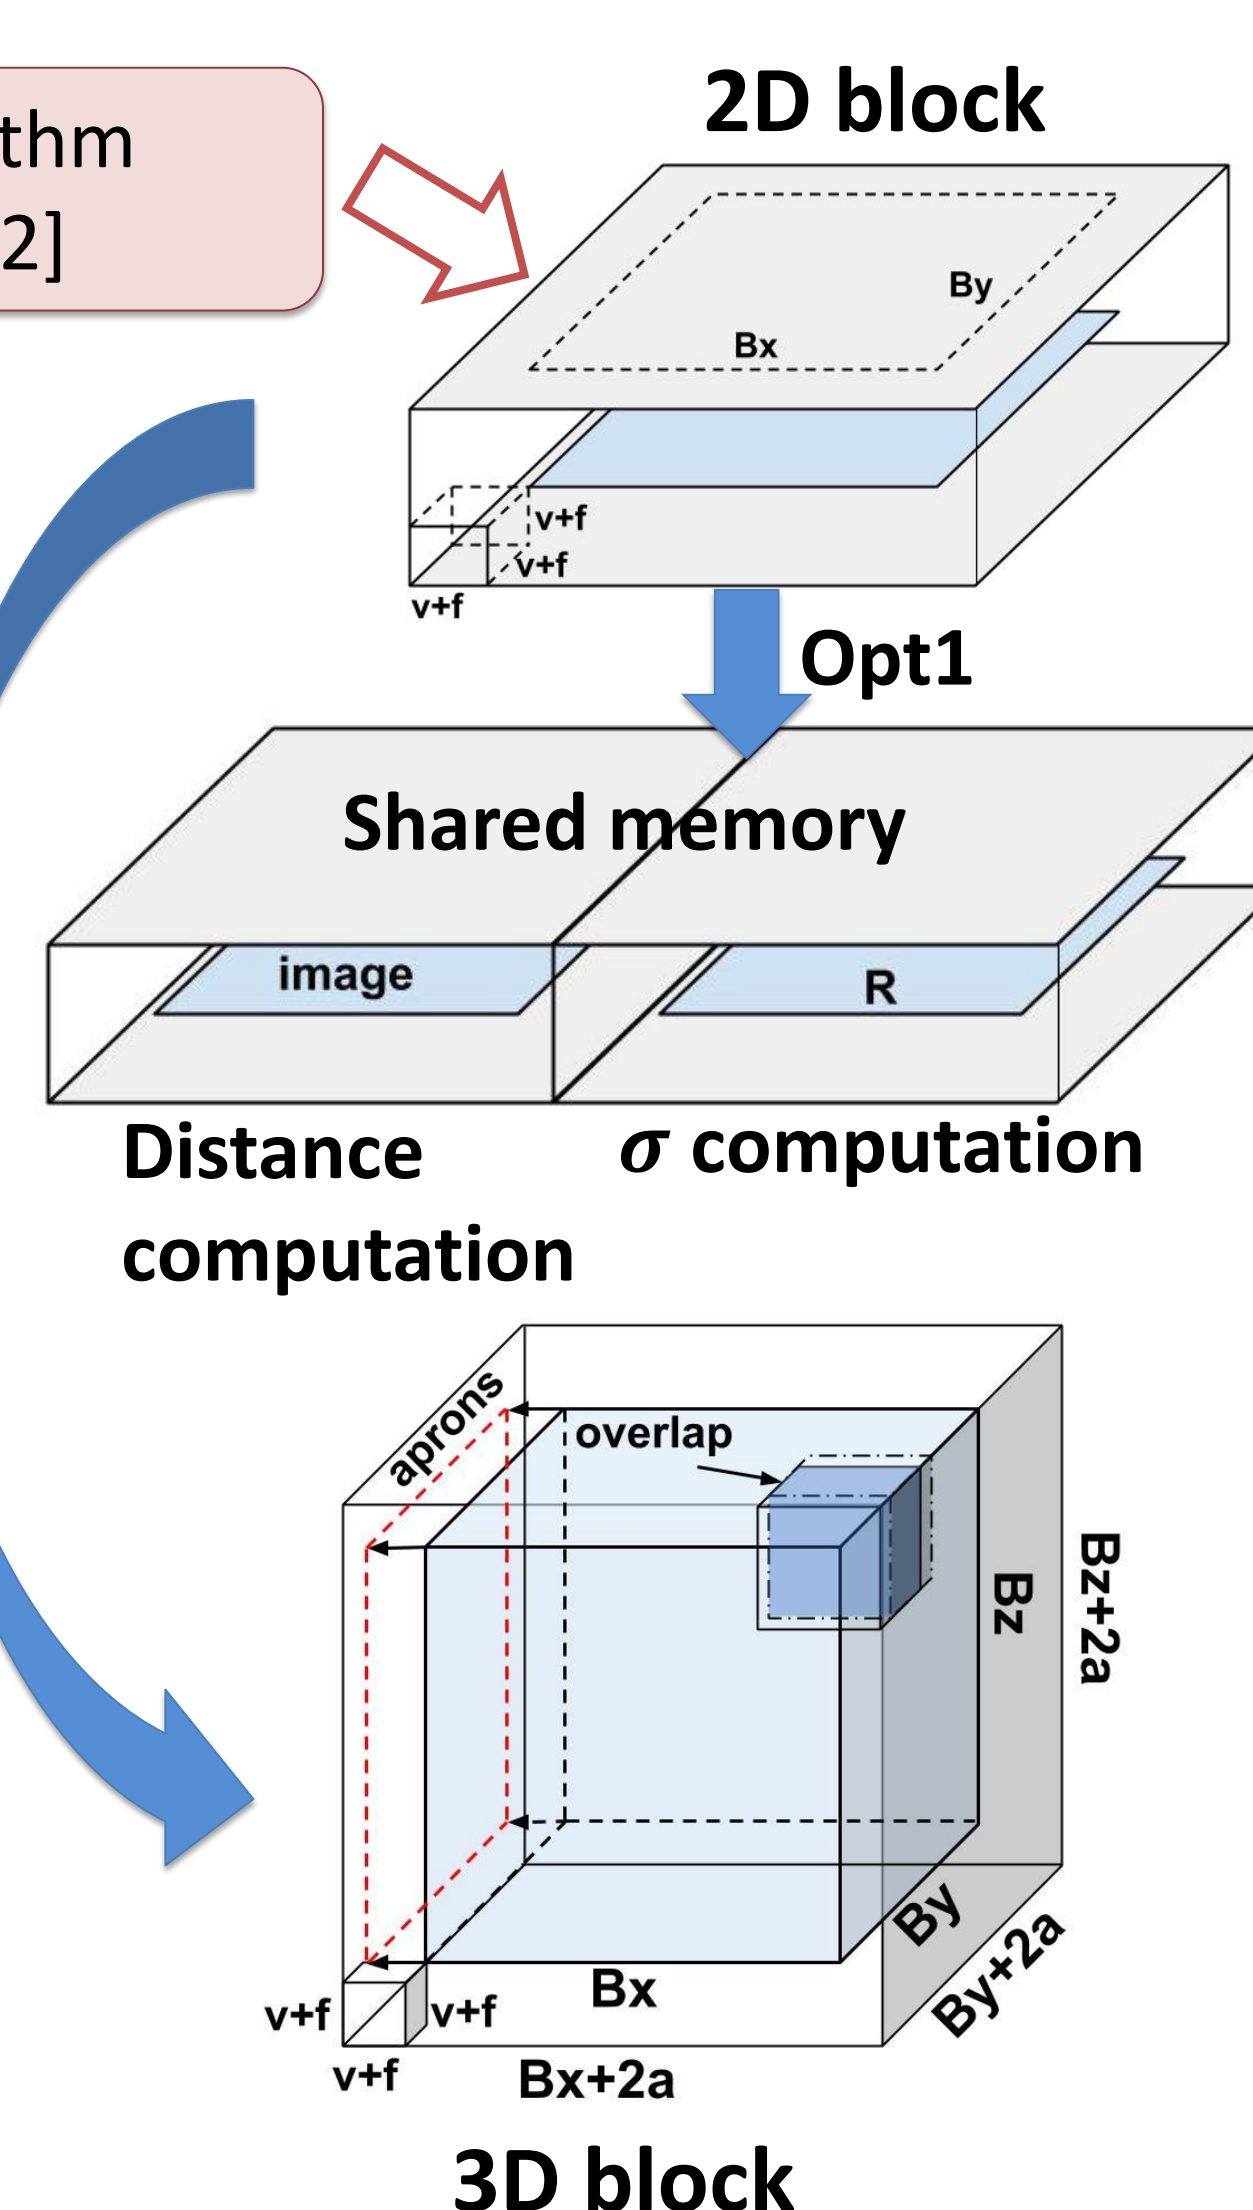 thm
2]
2D block
By
Bx
v+f
v+f
v+f
Opt1
Shared memory
image
R
Distance
computation
σ computation
aprons
overlap
Bz
Bz+2a
By
By+2a
Bx
v+f
v+f
v+f
Bx+2a
3D block